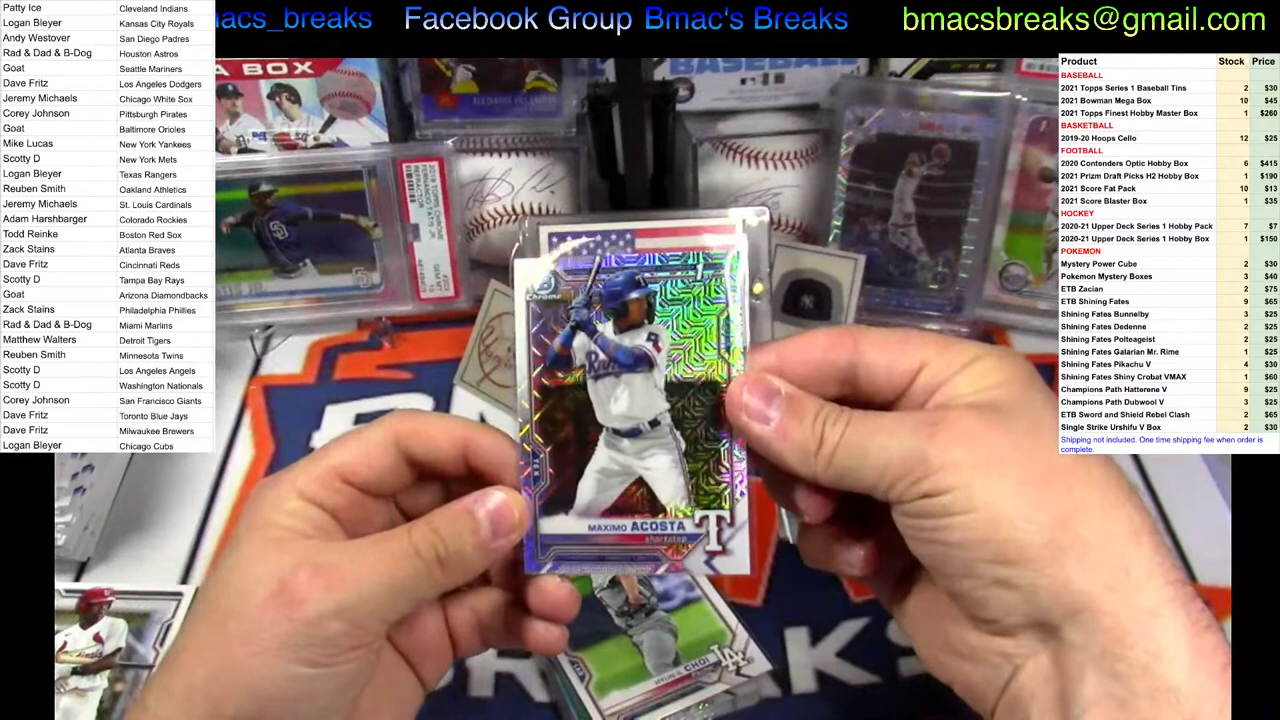 macs_breaks Facebook Group Bmac's Breaks bmacsbreaks@gmail.com
Patty Ice Cleveland Indians
Logan Bleyer Kansas City Royals
Andy Westover San Diego Padres
Rad & Dad & B-Dog Houston Astros
Goat Seattle Mariners
Dave Fritz Los Angeles Dodgers
Jeremy Michaels Chicago White Sox
Corey Johnson Pittsburgh Pirates
Goat Baltimore Orioles
Mike Lucas New York Yankees
Scotty D New York Mets
Logan Bleyer Texas Rangers
Reuben Smith Oakland Athletics
Jeremy Michaels St. Louis Cardinals
Adam Harshbarger Colorado Rockies
Todd Reinke Boston Red Sox
Zack Stains Atlanta Braves
Dave Fritz Cincinnati Reds
Scotty D Tampa Bay Rays
Goat Arizona Diamondbacks
Zack Stains Philadelphia Phillies
Rad & Dad & B-Dog Miami Marlins
Matthew Walters Detroit Tigers
Reuben Smith Minnesota Twins
Scotty D Los Angeles Angels
Scotty D Washington Nationals
Corey Johnson San Francisco Giants
Dave Fritz Toronto Blue Jays
Dave Fritz Milwaukee Brewers
Logan Bleyer Chicago Cubs
Product Stock Price
BASEBALL
2021 Topps Series 1 Baseball Tins 2 $30
2021 Bowman Mega Box 10 $45
2021 Topps Finest Hobby Master Box 1 $260
BASKETBALL
2019-20 Hoops Cello 12 $25
FOOTBALL
2020 Contenders Optic Hobby Box 6 $415
2021 Prizm Draft Picks H2 Hobby Box 1 $190
2021 Score Fat Pack 10 $13
2021 Score Blaster Box 1 $35
HOCKEY
2020-21 Upper Deck Series 1 Hobby Pack 7 $7
2020-21 Upper Deck Series 1 Hobby Box 1 $150
POKEMON
Mystery Power Cube 2 $30
Pokemon Mystery Boxes 3 $40
ETB Zacian 2 $75
ETB Shining Fates 9 $65
Shining Fates Bunnelby 3 $25
Shining Fates Dedenne 2 $25
Shining Fates Polteageist 2 $25
Shining Fates Galarian Mr. Rime 1 $25
Shining Fates Pikachu V 4 $30
Shining Fates Shiny Crobat VMAX 1 $60
Champions Path Hatterene V 9 $25
Champions Path Dubwool V 3 $25
ETB Sword and Shield Rebel Clash 2 $65
Single Strike Urshifu V Box 2 $30
Shipping not included. One time shipping fee when order is
complete.
A BOX
BASEBALL
Chrome
TEX
MAXIMO ACOSTA
shortstop
T
CHOI
LA